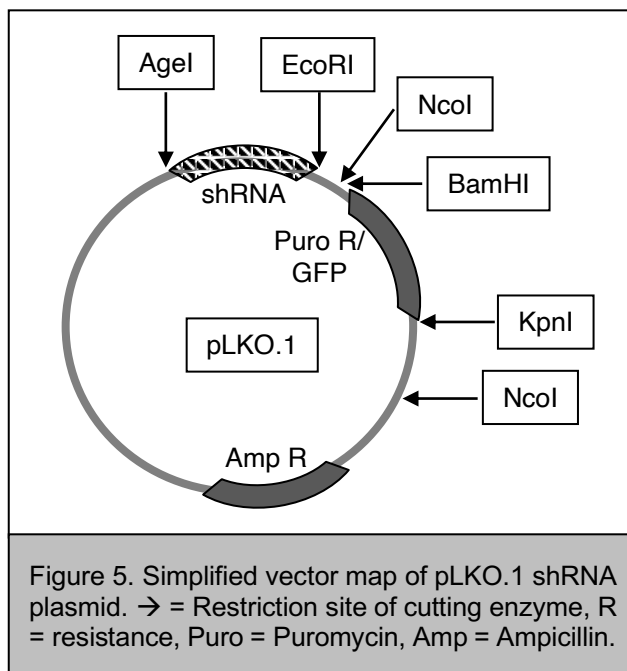 AgeI
EcoRI
NcoI
BamHI
shRNA
Puro R/
GFP
KpnI
pLKO.1
NcoI
Amp R
Figure 5. Simplified vector map of pLKO.1 shRNA
plasmid. → = Restriction site of cutting enzyme, R
= resistance, Puro = Puromycin, Amp = Ampicillin.